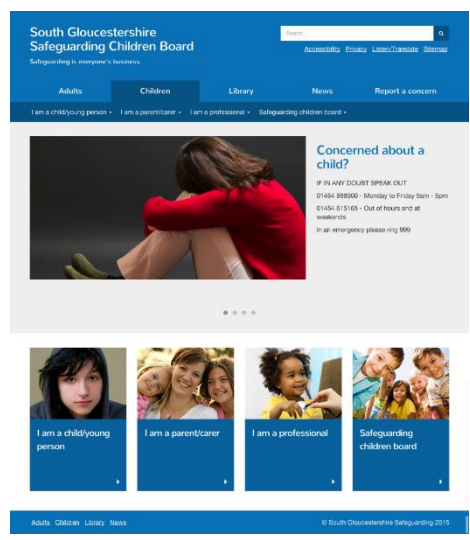 South Gloucestershire
Safeguarding Children Board
Safeguarding is everyone's business
Search...
Accessibility Privacy Listen/Translate Sitemap
Adults Children Library News Report a concern
I am a child/young person I am a parent/carer I am a professional Safeguarding children board
Concerned about a
child?
IF IN ANY DOUBT SPEAK OUT
01454 866000 - Monday to Friday 9am - 5pm
01454 615165 - Out of hours and at
weekends
In an emergency please ring 999
I am a child/young
person
I am a parent/carer
I am a professional
Safeguarding
children board
Adults Children Library News
© South Gloucestershire Safeguarding 2015